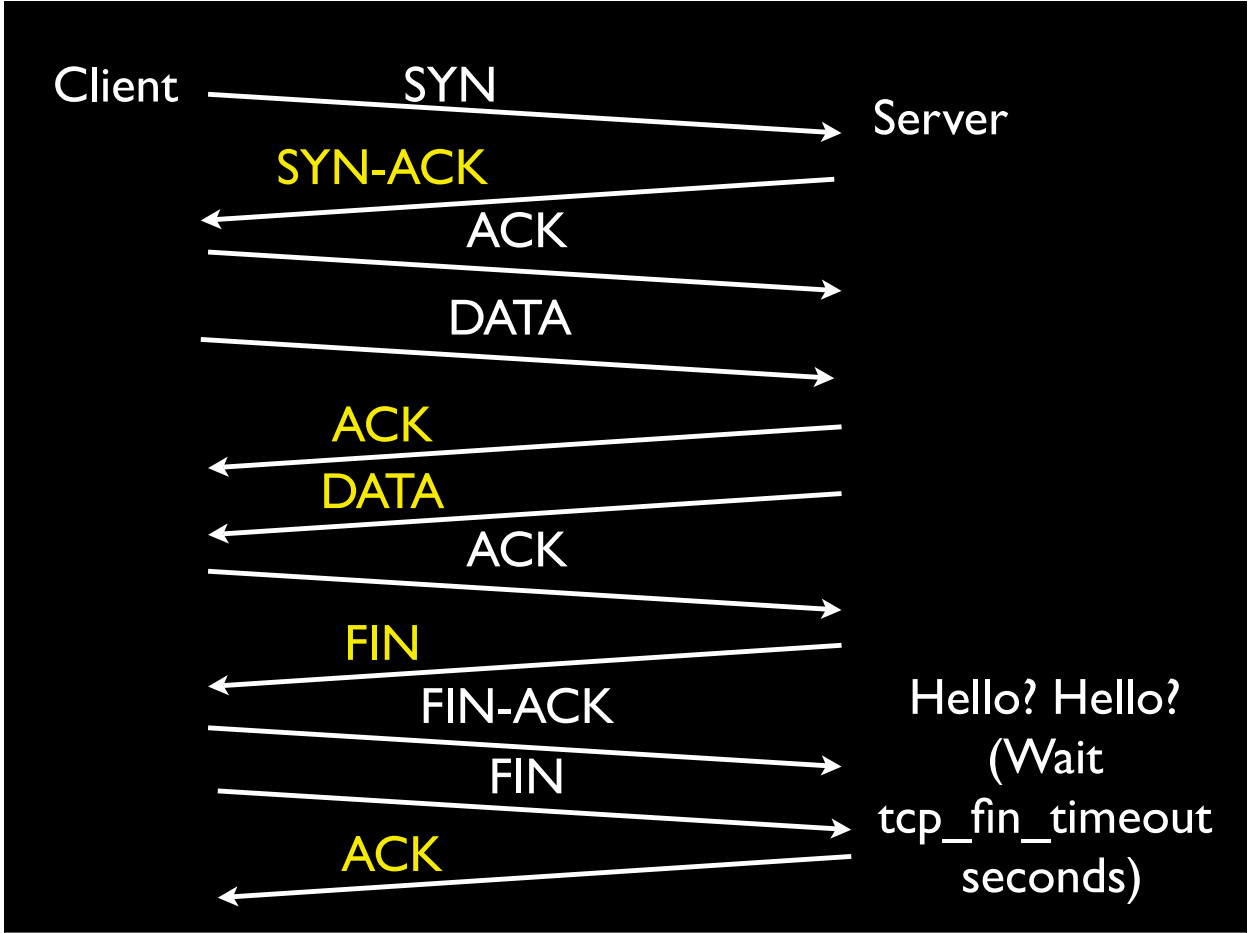 Client
SYN
Server
SYN-ACK
ACK
DATA
ACK
DATA
ACK
FIN
FIN-ACK
FIN
ACK
Hello? Hello?
(Wait
tcp_fin_timeout
seconds)